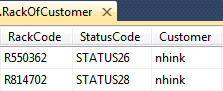 .RackOfCustomer
RackCode StatusCode Customer
R550362 STATUS26 nhink
R814702 STATUS28 nhink